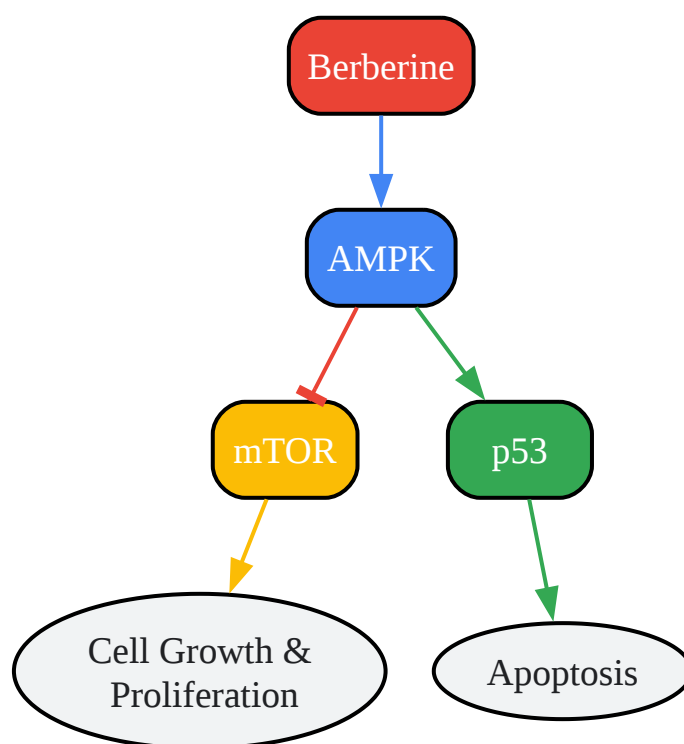 Berberine
AMPK
mTOR
p53
Cell Growth &
Proliferation
Apoptosis